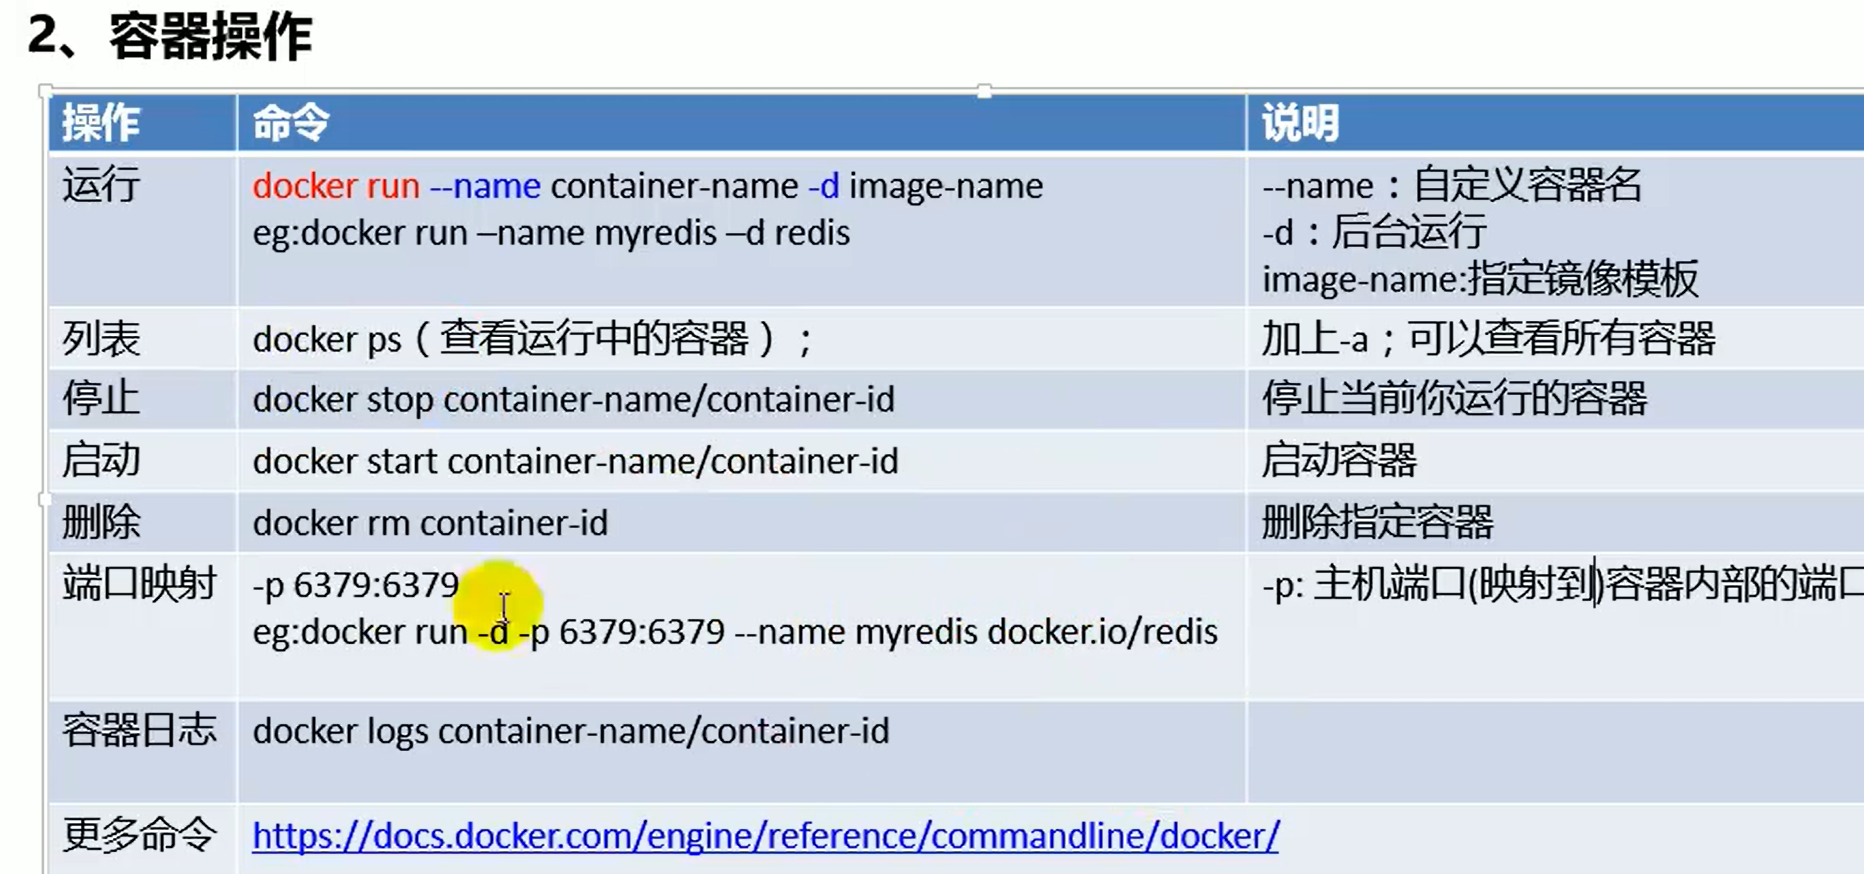 2、容器操作
操作 命令 说明
运行 docker run --name container-name -d image-name --name：自定义容器名
eg:docker run –name myredis –d redis -d：后台运行
image-name:指定镜像模板
列表 docker ps（查看运行中的容器）； 加上-a；可以查看所有容器
停止 docker stop container-name/container-id 停止当前你运行的容器
启动 docker start container-name/container-id 启动容器
删除 docker rm container-id 删除指定容器
端口映射 -p 6379:6379 -p: 主机端口(映射到)容器内部的端口
eg:docker run -d -p 6379:6379 --name myredis docker.io/redis
容器日志 docker logs container-name/container-id
更多命令 https://docs.docker.com/engine/reference/commandline/docker/